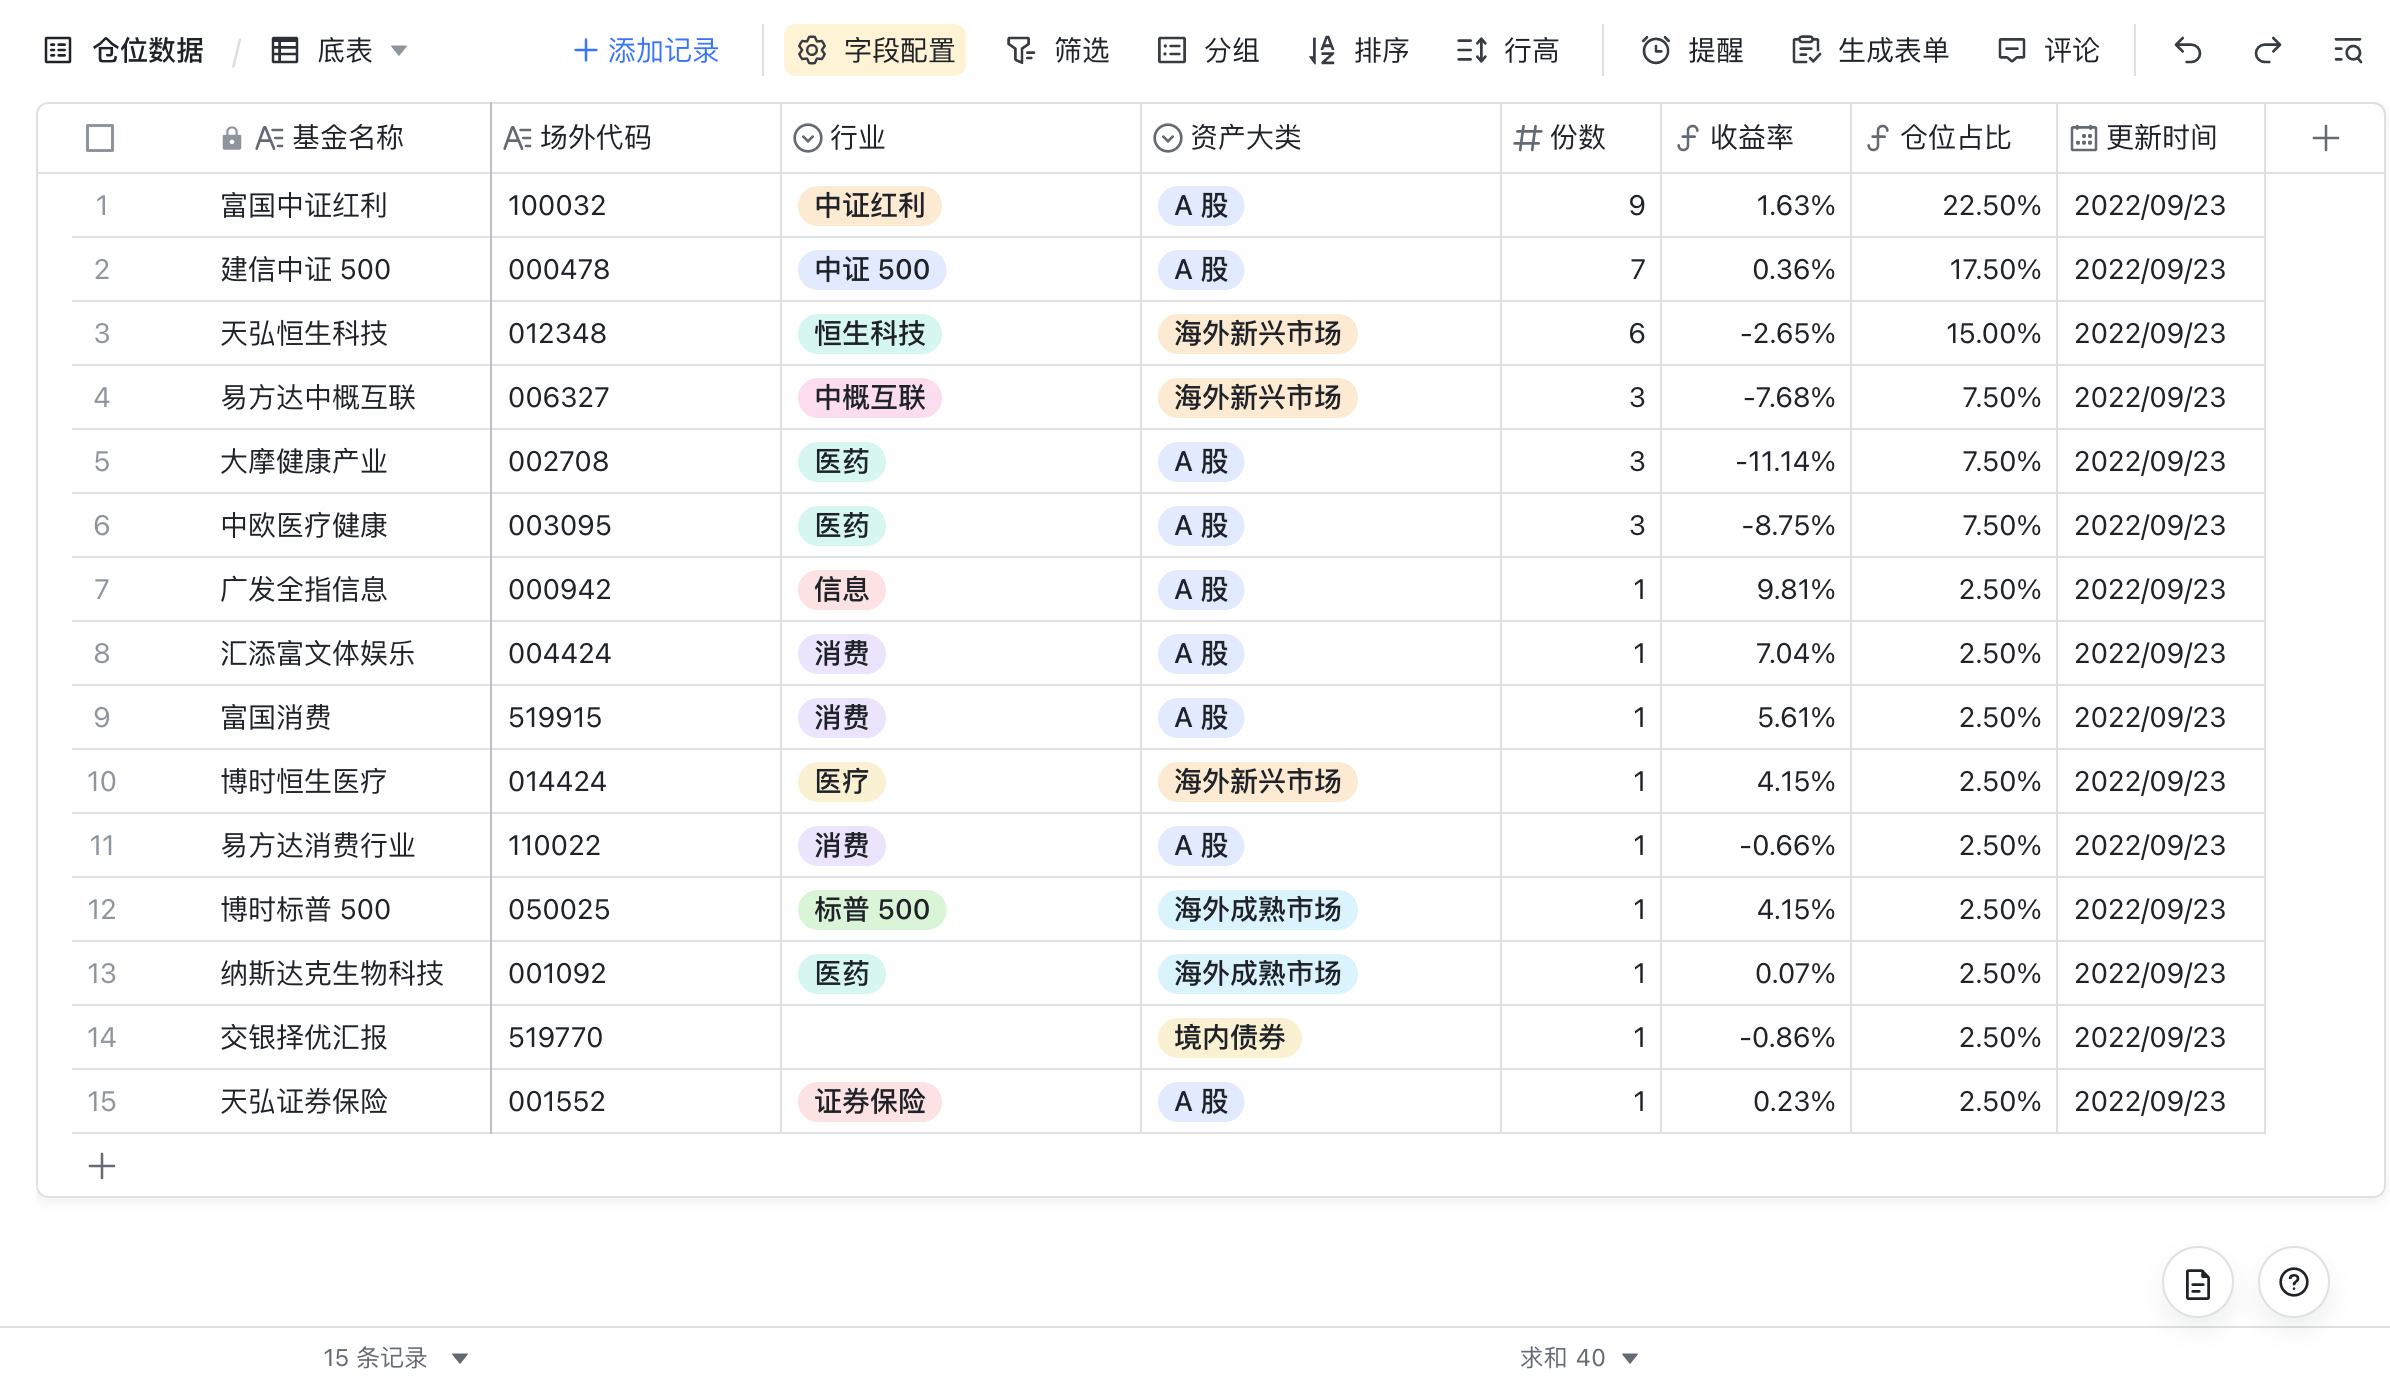 仓位数据 / 底表 + 添加记录 字段配置 筛选 分组 排序 行高 提醒 生成表单 评论
基金名称 场外代码 行业 资产大类 份数 收益率 仓位占比 更新时间
1 富国中证红利 100032 中证红利 A 股 9 1.63% 22.50% 2022/09/23
2 建信中证 500 000478 中证 500 A 股 7 0.36% 17.50% 2022/09/23
3 天弘恒生科技 012348 恒生科技 海外新兴市场 6 -2.65% 15.00% 2022/09/23
4 易方达中概互联 006327 中概互联 海外新兴市场 3 -7.68% 7.50% 2022/09/23
5 大摩健康产业 002708 医药 A 股 3 -11.14% 7.50% 2022/09/23
6 中欧医疗健康 003095 医药 A 股 3 -8.75% 7.50% 2022/09/23
7 广发全指信息 000942 信息 A 股 1 9.81% 2.50% 2022/09/23
8 汇添富文体娱乐 004424 消费 A 股 1 7.04% 2.50% 2022/09/23
9 富国消费 519915 消费 A 股 1 5.61% 2.50% 2022/09/23
10 博时恒生医疗 014424 医疗 海外新兴市场 1 4.15% 2.50% 2022/09/23
11 易方达消费行业 110022 消费 A 股 1 -0.66% 2.50% 2022/09/23
12 博时标普 500 050025 标普 500 海外成熟市场 1 4.15% 2.50% 2022/09/23
13 纳斯达克生物科技 001092 医药 海外成熟市场 1 0.07% 2.50% 2022/09/23
14 交银择优汇报 519770 境内债券 1 -0.86% 2.50% 2022/09/23
15 天弘证券保险 001552 证券保险 A 股 1 0.23% 2.50% 2022/09/23
15 条记录 求和 40